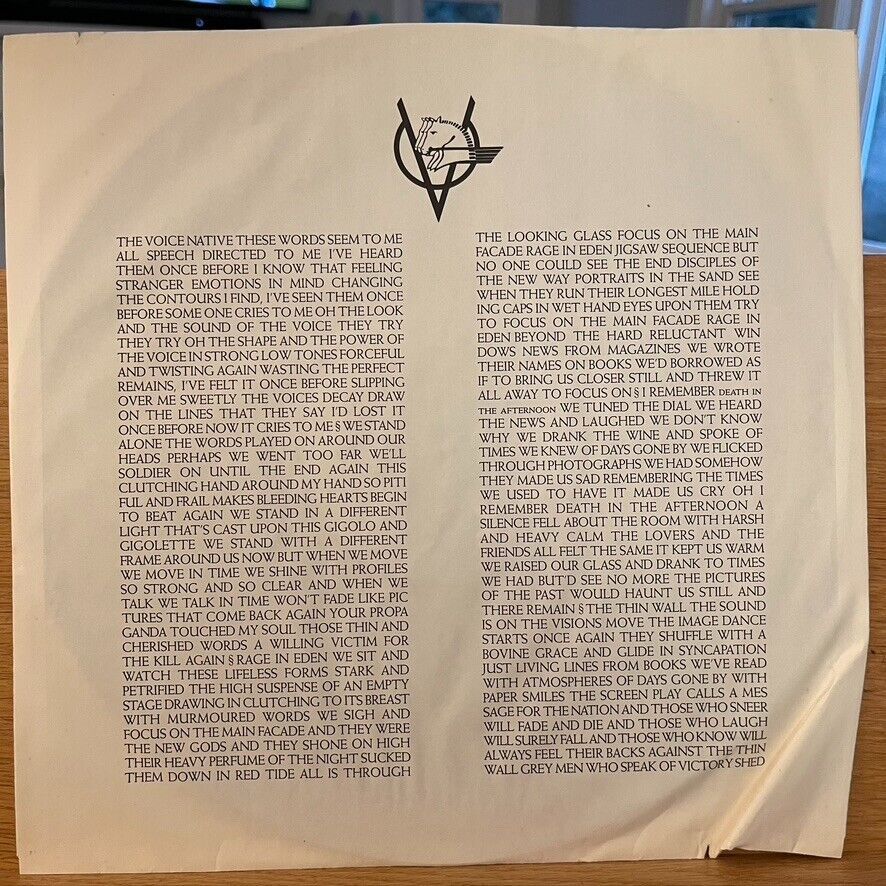 THE VOICE NATIVE THESE WORDS SEEM TO ME
ALL SPEECH DIRECTED TO ME I'VE HEARD
THEM ONCE BEFORE I KNOW THAT FEELING
STRANGER EMOTIONS IN MIND CHANGING
THE CONTOURS I FIND, I'VE SEEN THEM ONCE
BEFORE SOME ONE CRIES TO ME OH THE LOOK
AND THE SOUND OF THE VOICE THEY TRY
THEY TRY OH THE SHAPE AND THE POWER OF
THE VOICE IN STRONG LOW TONES FORCEFUL
AND TWISTING AGAIN WASTING THE PERFECT
REMAINS, I'VE FELT IT ONCE BEFORE SLIPPING
OVER ME SWEETLY THE VOICES DECAY DRAW
ON THE LINES THAT THEY SAY I'D LOST IT
ONCE BEFORE NOW IT CRIES TO ME § WE STAND
ALONE THE WORDS PLAYED ON AROUND OUR
HEADS PERHAPS WE WENT TOO FAR WE'LL
SOLDIER ON UNTIL THE END AGAIN THIS
CLUTCHING HAND AROUND MY HAND SO PITI
FUL AND FRAIL MAKES BLEEDING HEARTS BEGIN
TO BEAT AGAIN WE STAND IN A DIFFERENT
LIGHT THAT'S CAST UPON THIS GIGOLO AND
GIGOLETTE WE STAND WITH A DIFFERENT
FRAME AROUND US NOW BUT WHEN WE MOVE
WE MOVE IN TIME WE SHINE WITH PROFILES
SO STRONG AND SO CLEAR AND WHEN WE
TALK WE TALK IN TIME WON'T FADE LIKE PIC
TURES THAT COME BACK AGAIN YOUR PROPA
GANDA TOUCHED MY SOUL THOSE THIN AND
CHERISHED WORDS A WILLING VICTIM FOR
THE KILL AGAIN § RAGE IN EDEN WE SIT AND
WATCH THESE LIFELESS FORMS STARK AND
PETRIFIED THE HIGH SUSPENSE OF AN EMPTY
STAGE DRAWING IN CLUTCHING TO ITS BREAST
WITH MURMOURED WORDS WE SIGH AND
FOCUS ON THE MAIN FACADE AND THEY WERE
THE NEW GODS AND THEY SHONE ON HIGH
THEIR HEAVY PERFUME OF THE NIGHT SUCKED
THEM DOWN IN RED TIDE ALL IS THROUGH
THE LOOKING GLASS FOCUS ON THE MAIN
FACADE RAGE IN EDEN JIGSAW SEQUENCE BUT
NO ONE COULD SEE THE END DISCIPLES OF
THE NEW WAY PORTRAITS IN THE SAND SEE
WHEN THEY RUN THEIR LONGEST MILE HOLD
ING CAPS IN WET HAND EYES UPON THEM TRY
TO FOCUS ON THE MAIN FACADE RAGE IN
EDEN BEYOND THE HARD RELUCTANT WIN
DOWS NEWS FROM MAGAZINES WE WROTE
THEIR NAMES ON BOOKS WE'D BORROWED AS
IF TO BRING US CLOSER STILL AND THREW IT
ALL AWAY TO FOCUS ON § I REMEMBER DEATH IN
THE AFTERNOON WE TUNED THE DIAL WE HEARD
THE NEWS AND LAUGHED WE DON'T KNOW
WHY WE DRANK THE WINE AND SPOKE OF
TIMES WE KNEW OF DAYS GONE BY WE FLICKED
THROUGH PHOTOGRAPHS WE HAD SOMEHOW
THEY MADE US SAD REMEMBERING THE TIMES
WE USED TO HAVE IT MADE US CRY OH I
REMEMBER DEATH IN THE AFTERNOON A
SILENCE FELL ABOUT THE ROOM WITH HARSH
AND HEAVY CALM THE LOVERS AND THE
FRIENDS ALL FELT THE SAME IT KEPT US WARM
WE RAISED OUR GLASS AND DRANK TO TIMES
WE HAD BUT'D SEE NO MORE THE PICTURES
OF THE PAST WOULD HAUNT US STILL AND
THERE REMAIN § THE THIN WALL THE SOUND
IS ON THE VISIONS MOVE THE IMAGE DANCE
STARTS ONCE AGAIN THEY SHUFFLE WITH A
BOVINE GRACE AND GLIDE IN SYNCAPATION
JUST LIVING LINES FROM BOOKS WE'VE READ
WITH ATMOSPHERES OF DAYS GONE BY WITH
PAPER SMILES THE SCREEN PLAY CALLS A MES
SAGE FOR THE NATION AND THOSE WHO SNEER
WILL FADE AND DIE AND THOSE WHO LAUGH
WILL SURELY FALL AND THOSE WHO KNOW WILL
ALWAYS FEEL THEIR BACKS AGAINST THE THIN
WALL GREY MEN WHO SPEAK OF VICTORY SHED